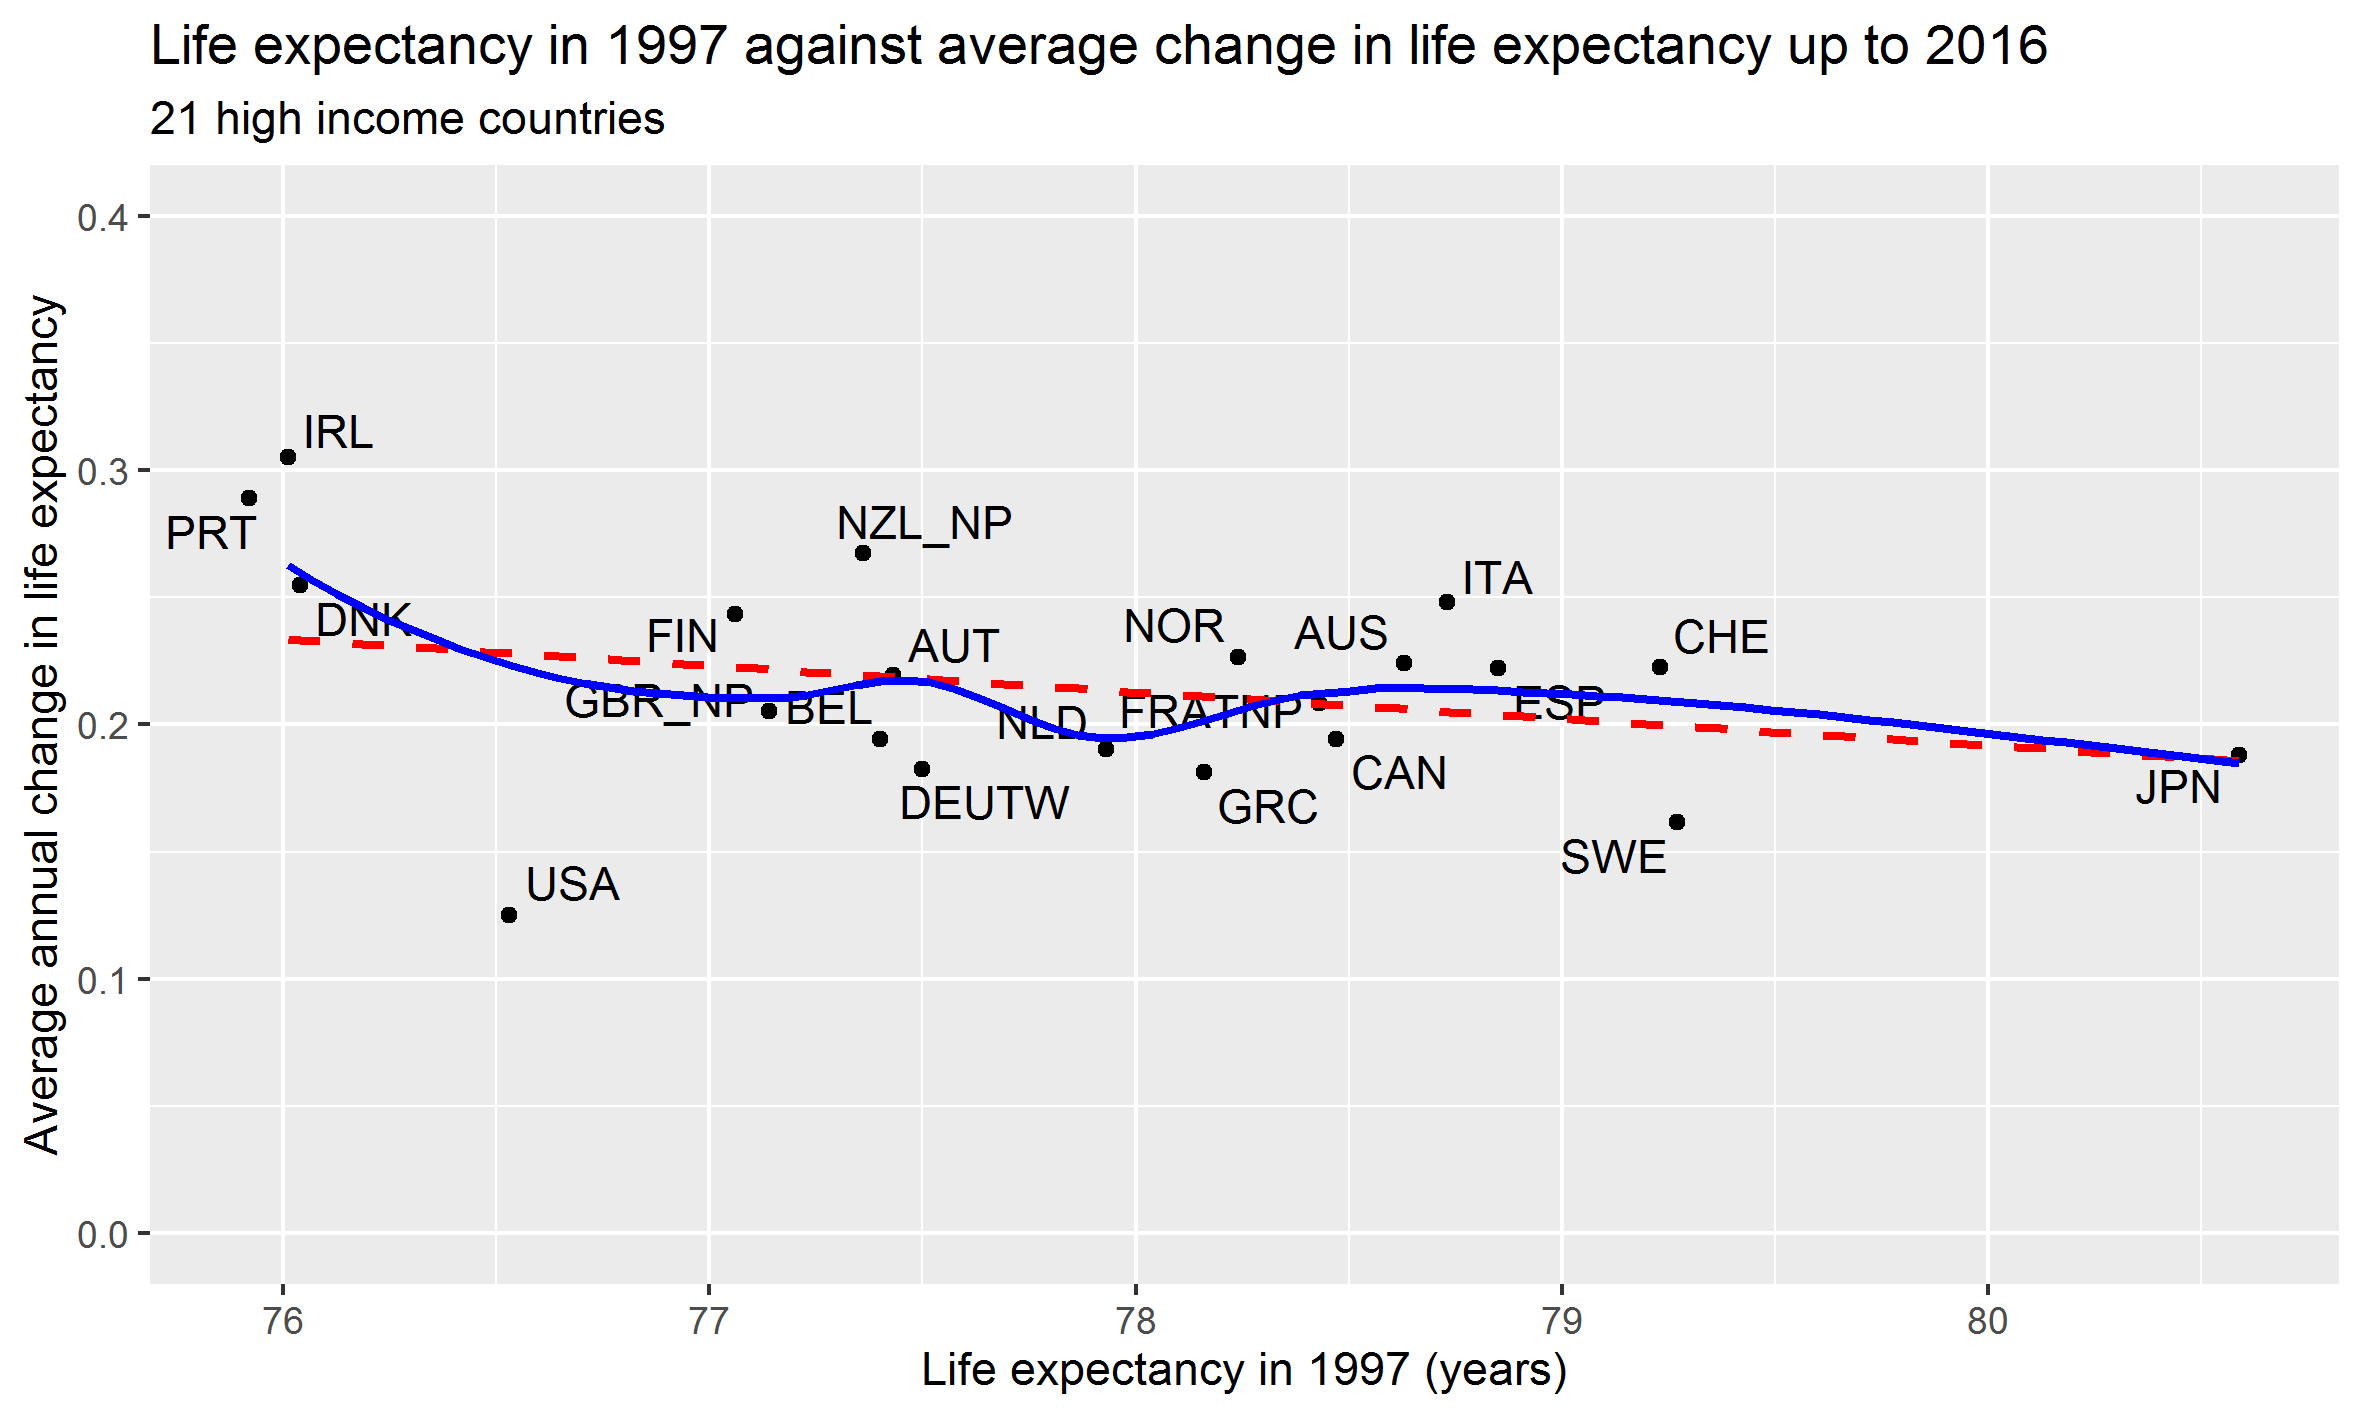 Life expectancy in 1997 against average change in life expectancy up to 2016
21 high income countries
Average annual change in life expectancy
0.4
0.3
0.2
0.1
0.0
IRL
PRT
DNK
NZL_NP
FIN
AUT
GBR_NP
BEL
DEUTW
USA
NLD
NOR
FRATNP
GRC
AUS
CAN
ITA
ESP
CHE
SWE
JPN
76
77
78
79
80
Life expectancy in 1997 (years)